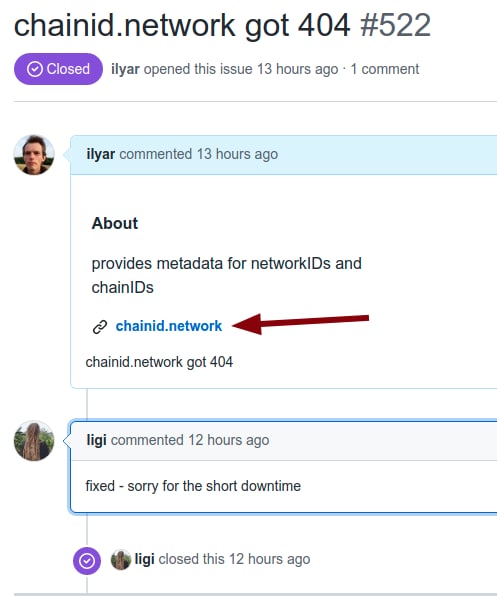 chainid.network got 404 #522
Closed ilyar opened this issue 13 hours ago · 1 comment
ilyar commented 13 hours ago
About
provides metadata for networkIDs and
chainIDs
chainid.network
chainid.network got 404
ligi commented 12 hours ago
fixed - sorry for the short downtime
ligi closed this 12 hours ago